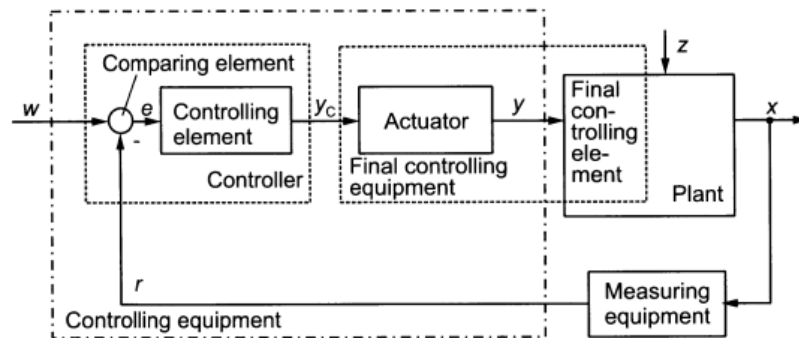 z
Comparing element
w
e
Controlling
element
y_C
Actuator
y
Final
con-
trolling
ele-
ment
x
-
Controller
Final controlling
equipment
Plant
r
Measuring
equipment
Controlling equipment